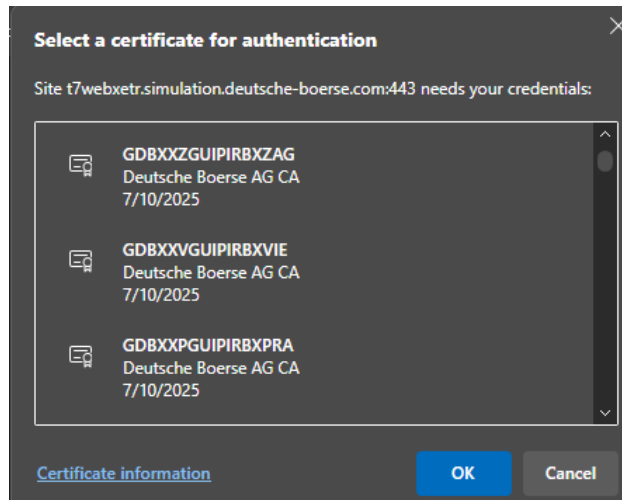 Select a certificate for authentication
Site t7webxetr.simulation.deutsche-boerse.com:443 needs your credentials:
GDBXXZGUIPIRBXZAG
Deutsche Boerse AG CA
7/10/2025
GDBXXVGUIPIRBXVIE
Deutsche Boerse AG CA
7/10/2025
GDBXXPGUIPIRBXPRA
Deutsche Boerse AG CA
7/10/2025
Certificate information
OK
Cancel